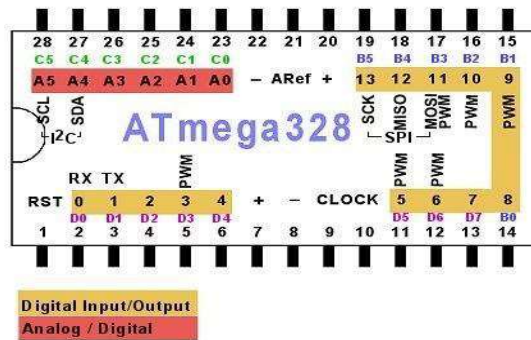 28 27 26 25 24 23 22 21 20 19 18 17 16 15
C5 C4 C3 C2 C1 C0 B5 B4 B3 B2 B1
A5 A4 A3 A2 A1 A0 - ARef + 13 12 11 10 9
SCL SDA SCK MISO MOSI PWM PWM PWM
I²C SPI
ATmega328
RX TX PWM PWM PWM
RST 0 1 2 3 4 + - CLOCK 5 6 7 8
D0 D1 D2 D3 D4 D5 D6 D7 B0
1 2 3 4 5 6 7 8 9 10 11 12 13 14
Digital Input/Output
Analog / Digital